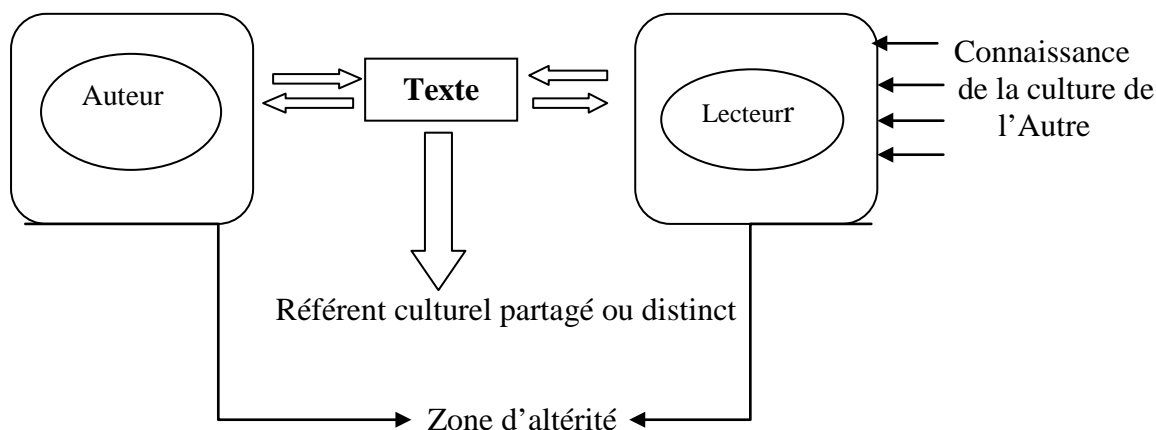 Auteur
Texte
Lecteurr
Connaissance
de la culture de
l’Autre
Référent culturel partagé ou distinct
Zone d’altérité